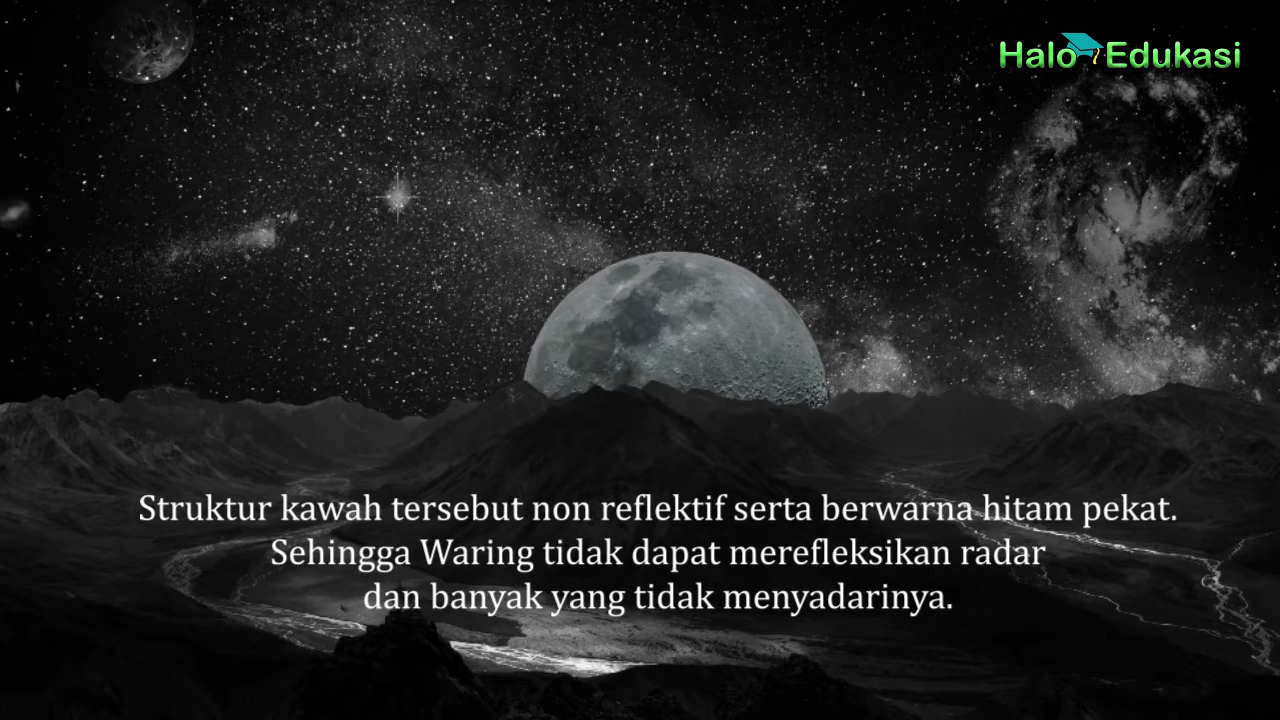 Halo Edukasi
Struktur kawah tersebut non reflektif serta berwarna hitam pekat.
Sehingga Waring tidak dapat merefleksikan radar
dan banyak yang tidak menyadarinya.